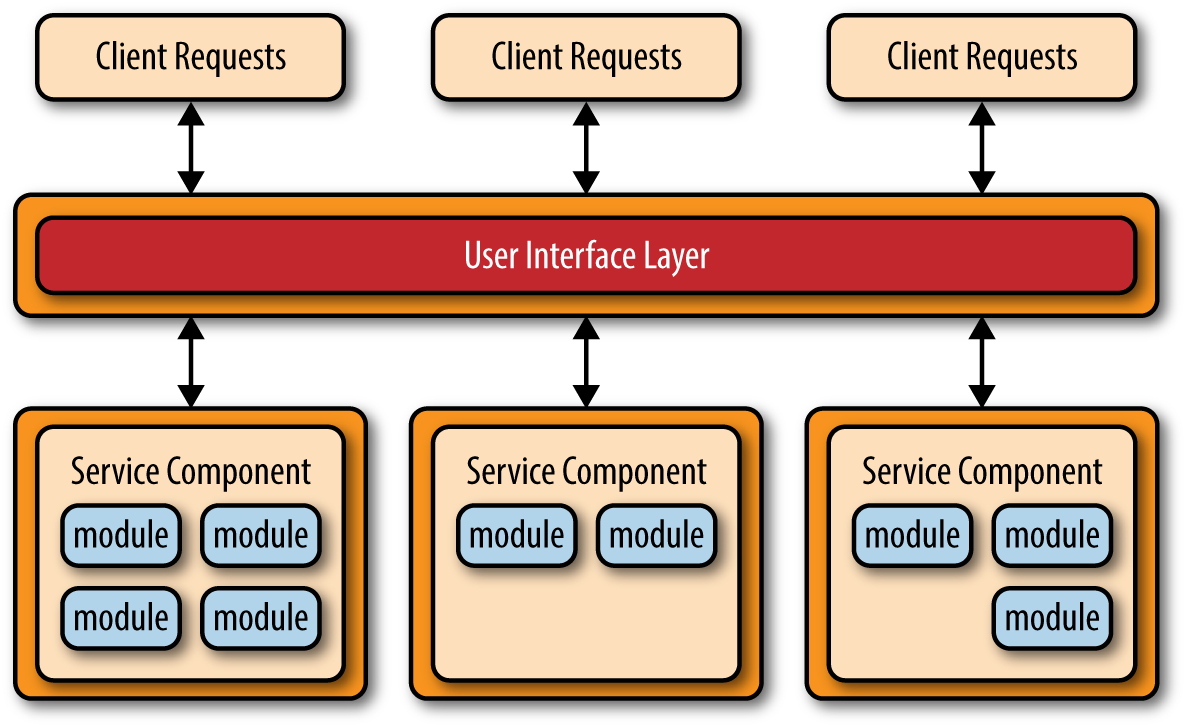 Client Requests
Client Requests
Client Requests
User Interface Layer
Service Component
module module
module module
Service Component
module module
Service Component
module module
module